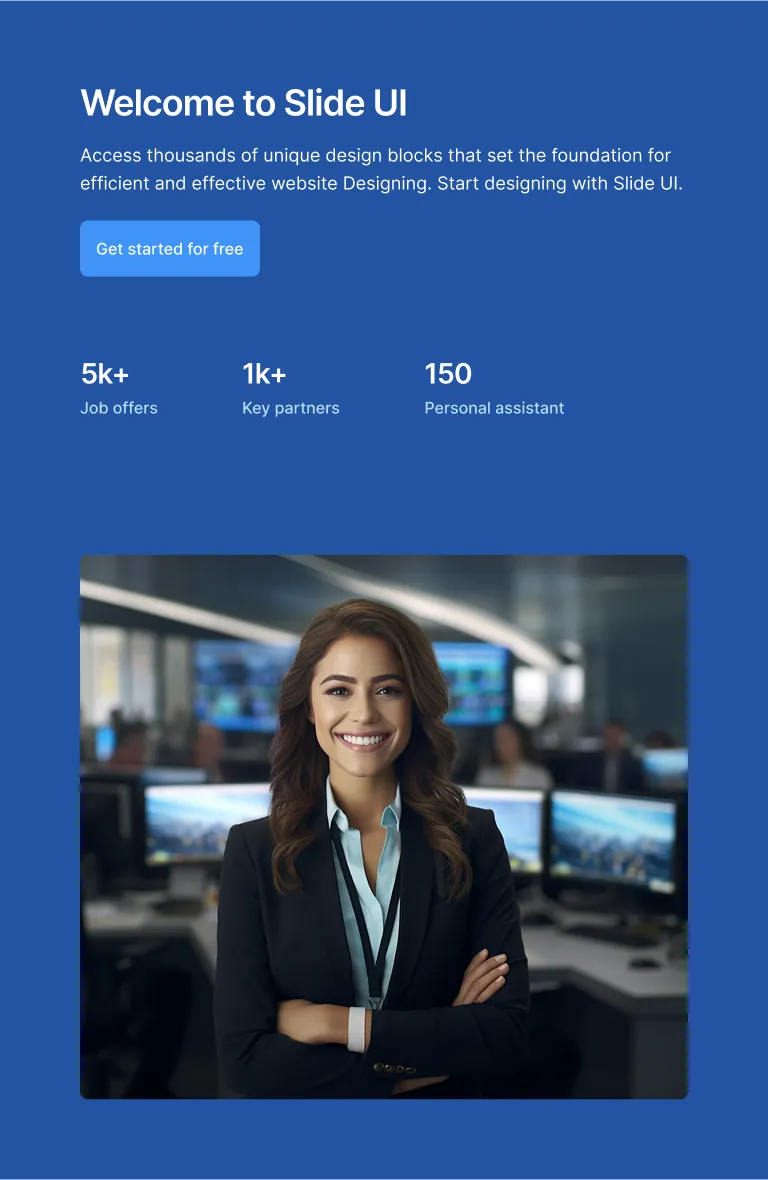 Welcome to Slide UI
Access thousands of unique design blocks that set the foundation for
efficient and effective website Designing. Start designing with Slide UI.
Get started for free
5k+
1k+
150
Job offers
Key partners
Personal assistant